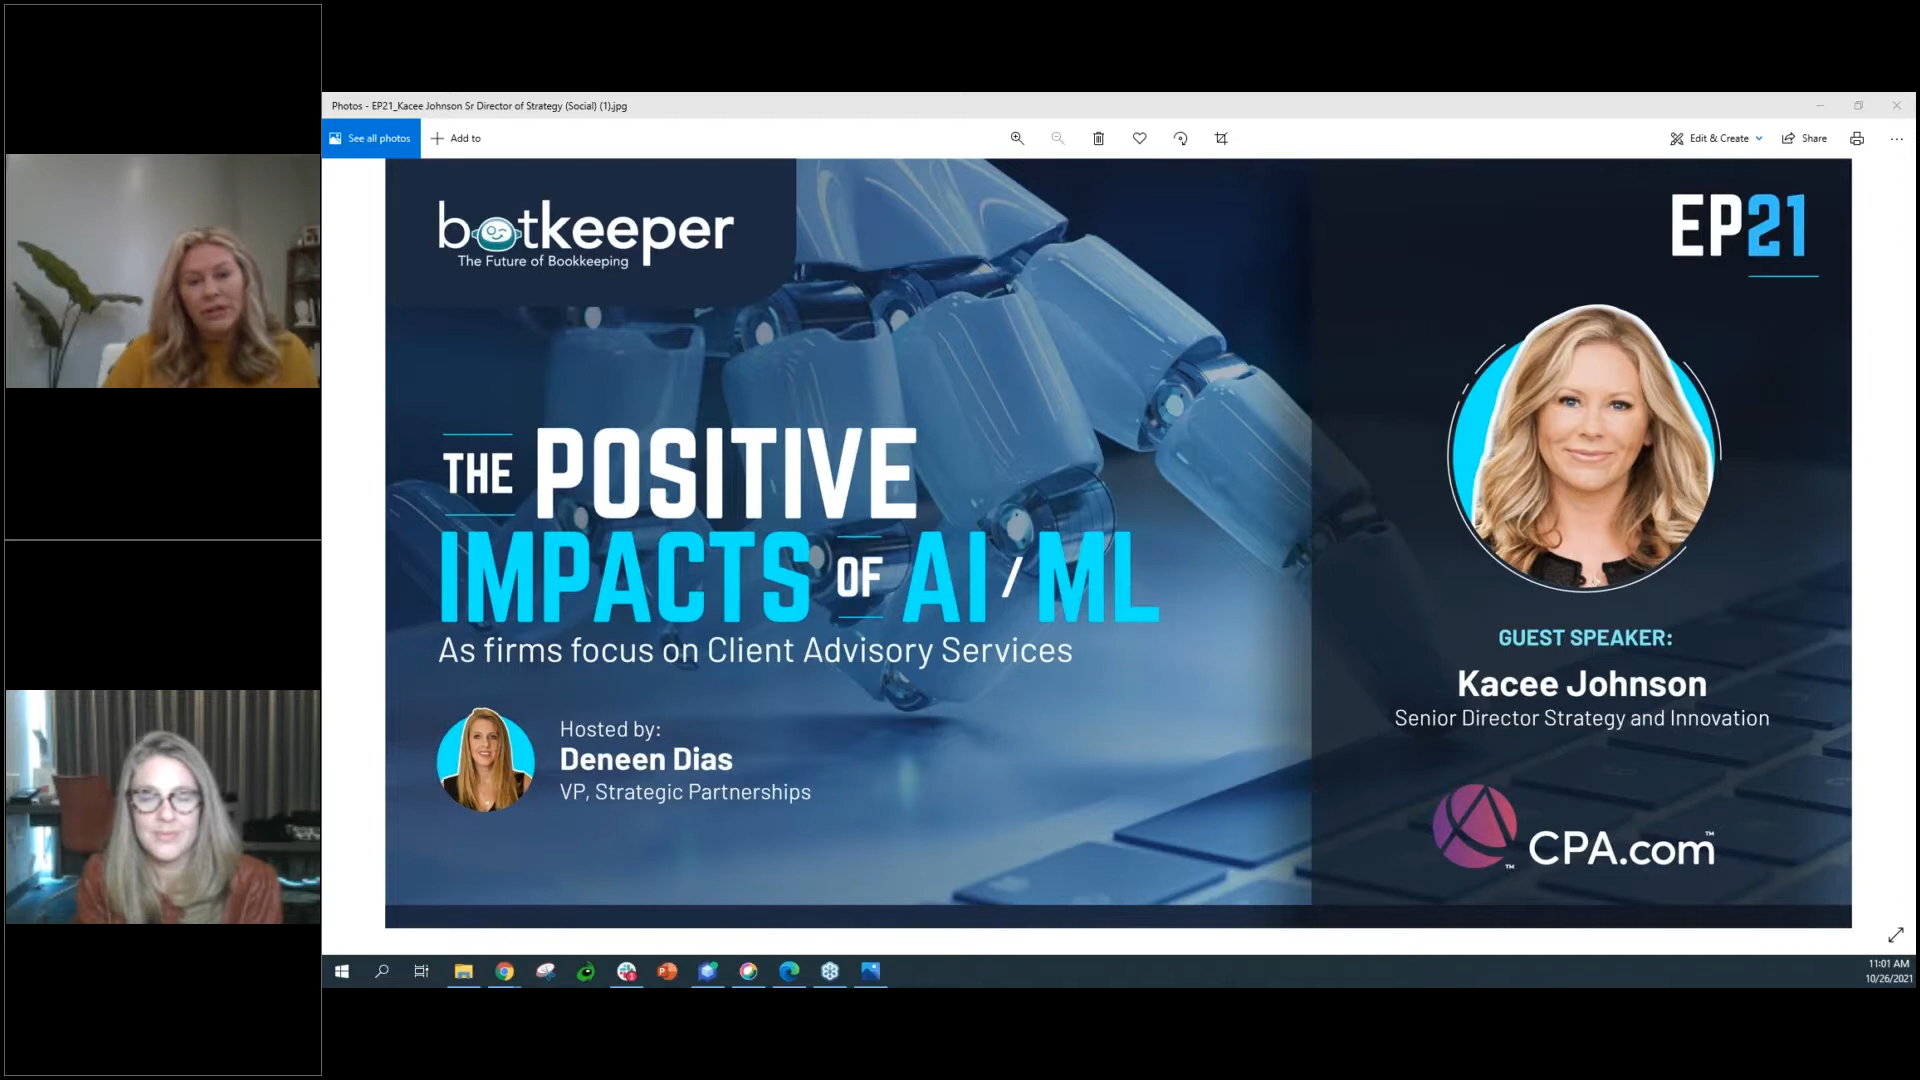 Photos - EP21_Kacee Johnson Sr Director of Strategy (Social) (1).jpg
See all photos
Add to
Edit & Create
Share
botkeeper
The Future of Bookkeeping
EP21
THE POSITIVE
IMPACTS OF AI / ML
As firms focus on Client Advisory Services
Hosted by:
Deneen Dias
VP, Strategic Partnerships
GUEST SPEAKER:
Kacee Johnson
Senior Director Strategy and Innovation
CPA.com™
11:01 AM
10/26/2021